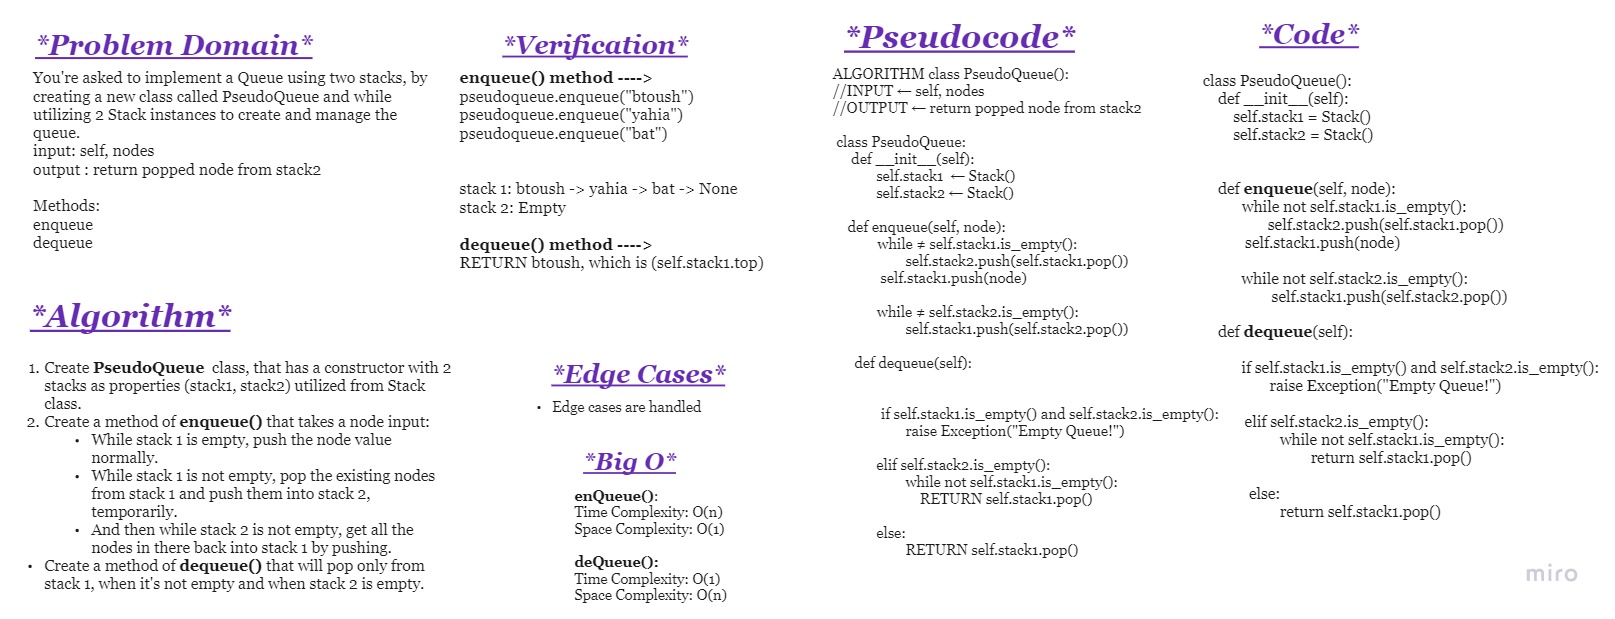 *Problem Domain*
You're asked to implement a Queue using two stacks, by
creating a new class called PseudoQueue and while
utilizing 2 Stack instances to create and manage the
queue.
input: self, nodes
output : return popped node from stack2
Methods:
enqueue
dequeue
*Algorithm*
1. Create PseudoQueue class, that has a constructor with 2
stacks as properties (stack1, stack2) utilized from Stack
class.
2. Create a method of enqueue() that takes a node input:
• While stack 1 is empty, push the node value
normally.
• While stack 1 is not empty, pop the existing nodes
from stack 1 and push them into stack 2,
temporarily.
• And then while stack 2 is not empty, get all the
nodes in there back into stack 1 by pushing.
• Create a method of dequeue() that will pop only from
stack 1, when it's not empty and when stack 2 is empty.
*Verification*
enqueue() method ---->
pseudoqueue.enqueue("btoush")
pseudoqueue.enqueue("yahia")
pseudoqueue.enqueue("bat")
stack 1: btoush -> yahia -> bat -> None
stack 2: Empty
dequeue() method ---->
RETURN btoush, which is (self.stack1.top)
*Edge Cases*
• Edge cases are handled
*Big O*
enQueue():
Time Complexity: O(n)
Space Complexity: O(1)
deQueue():
Time Complexity: O(1)
Space Complexity: O(n)
*Pseudocode*
ALGORITHM class PseudoQueue():
//INPUT ← self, nodes
//OUTPUT ← return popped node from stack2
class PseudoQueue:
def __init__(self):
self.stack1 ← Stack()
self.stack2 ← Stack()
def enqueue(self, node):
while ≠ self.stack1.is_empty():
self.stack2.push(self.stack1.pop())
self.stack1.push(node)
while ≠ self.stack2.is_empty():
self.stack1.push(self.stack2.pop())
def dequeue(self):
if self.stack1.is_empty() and self.stack2.is_empty():
raise Exception("Empty Queue!")
elif self.stack2.is_empty():
while not self.stack1.is_empty():
RETURN self.stack1.pop()
else:
RETURN self.stack1.pop()
*Code*
class PseudoQueue():
def __init__(self):
self.stack1 = Stack()
self.stack2 = Stack()
def enqueue(self, node):
while not self.stack1.is_empty():
self.stack2.push(self.stack1.pop())
self.stack1.push(node)
while not self.stack2.is_empty():
self.stack1.push(self.stack2.pop())
def dequeue(self):
if self.stack1.is_empty() and self.stack2.is_empty():
raise Exception("Empty Queue!")
elif self.stack2.is_empty():
while not self.stack1.is_empty():
return self.stack1.pop()
else:
return self.stack1.pop()
miro